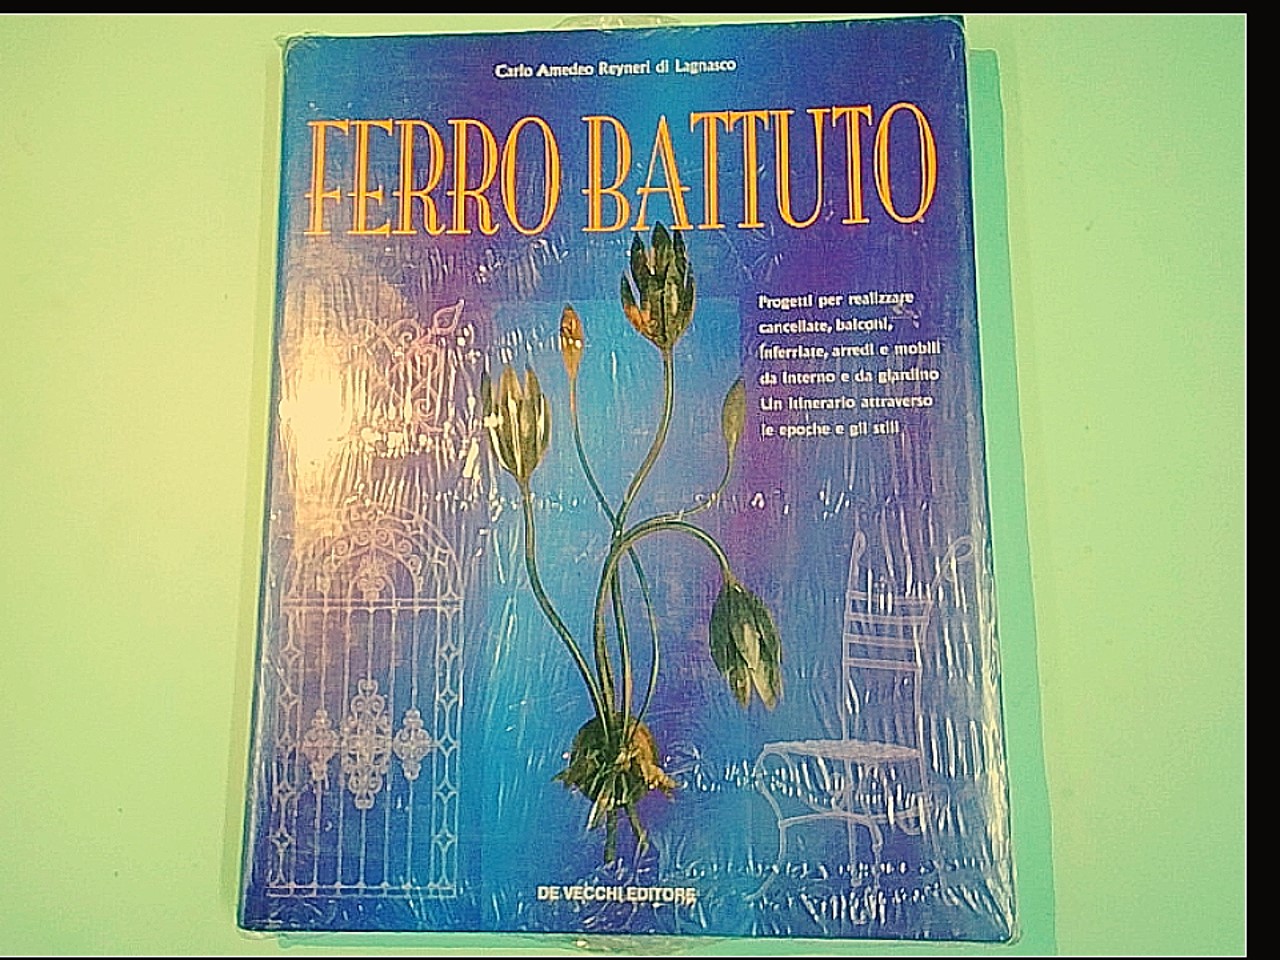 Carlo Amedeo Reyneri di Lagnasco
FERRO BATTUTO
Progetti per realizzare
cancellate, balconi,
inferriate, arredi e mobili
da interno e da giardino
Un itinerario attraverso
le epoche e gli stili
DE VECCHI EDITORE